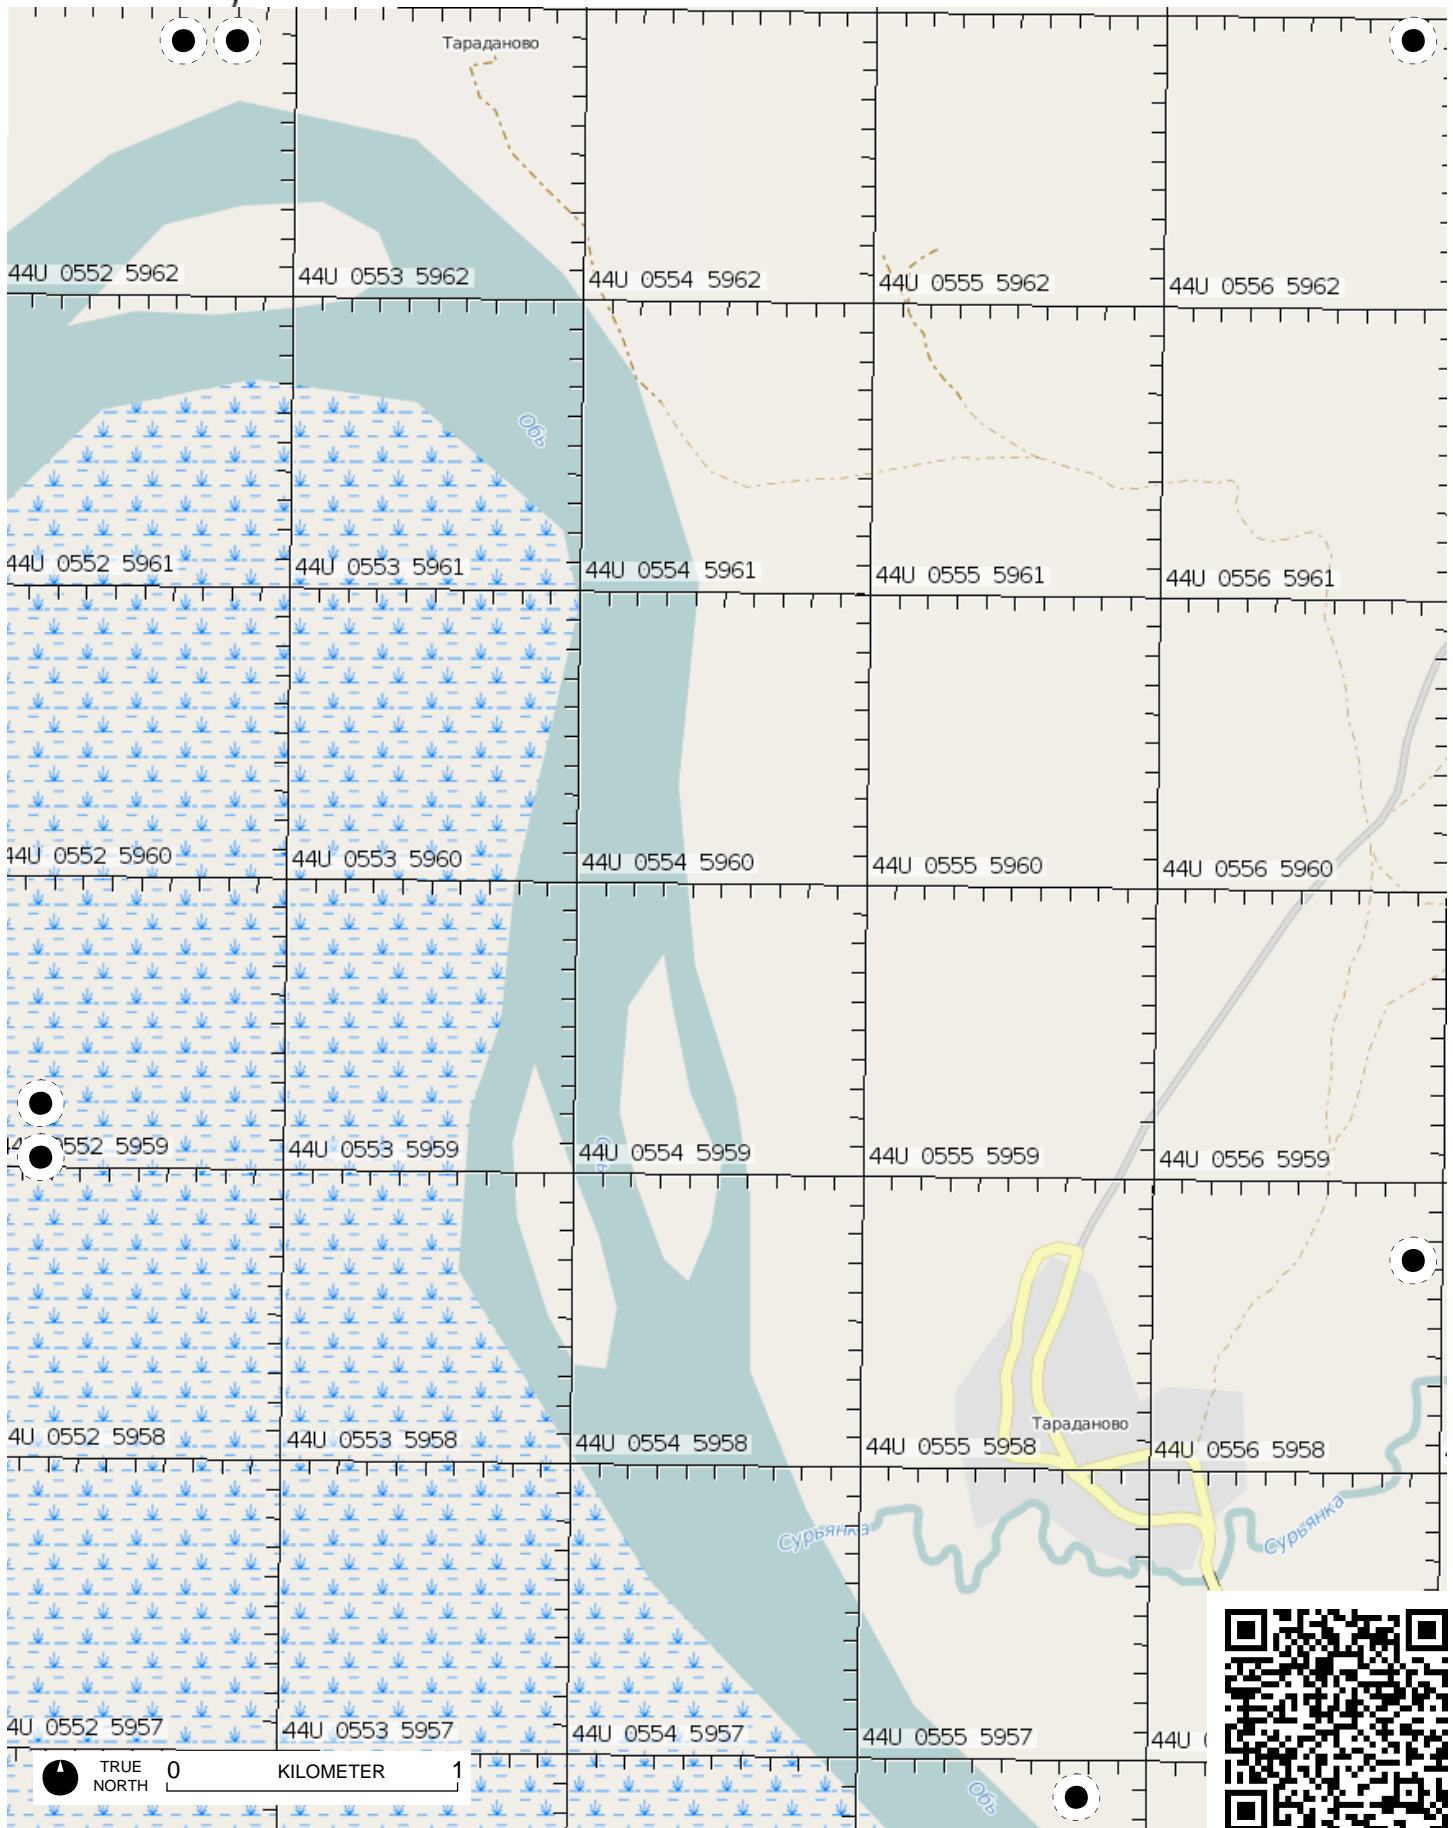 Тараданово
44U 0552 5962
44U 0553 5962
44U 0554 5962
44U 0555 5962
44U 0556 5962
Обь
44U 0552 5961
44U 0553 5961
44U 0554 5961
44U 0555 5961
44U 0556 5961
44U 0552 5960
44U 0553 5960
44U 0554 5960
44U 0555 5960
44U 0556 5960
552 5959
44U 0553 5959
44U 0554 5959
44U 0555 5959
44U 0556 5959
Тараданово
4U 0552 5958
44U 0553 5958
44U 0554 5958
44U 0555 5958
44U 0556 5958
Сурьянка
Сурьянка
4U 0552 5957
44U 0553 5957
44U 0554 5957
44U 0555 5957
44U
Обь
TRUE NORTH
0 KILOMETER 1